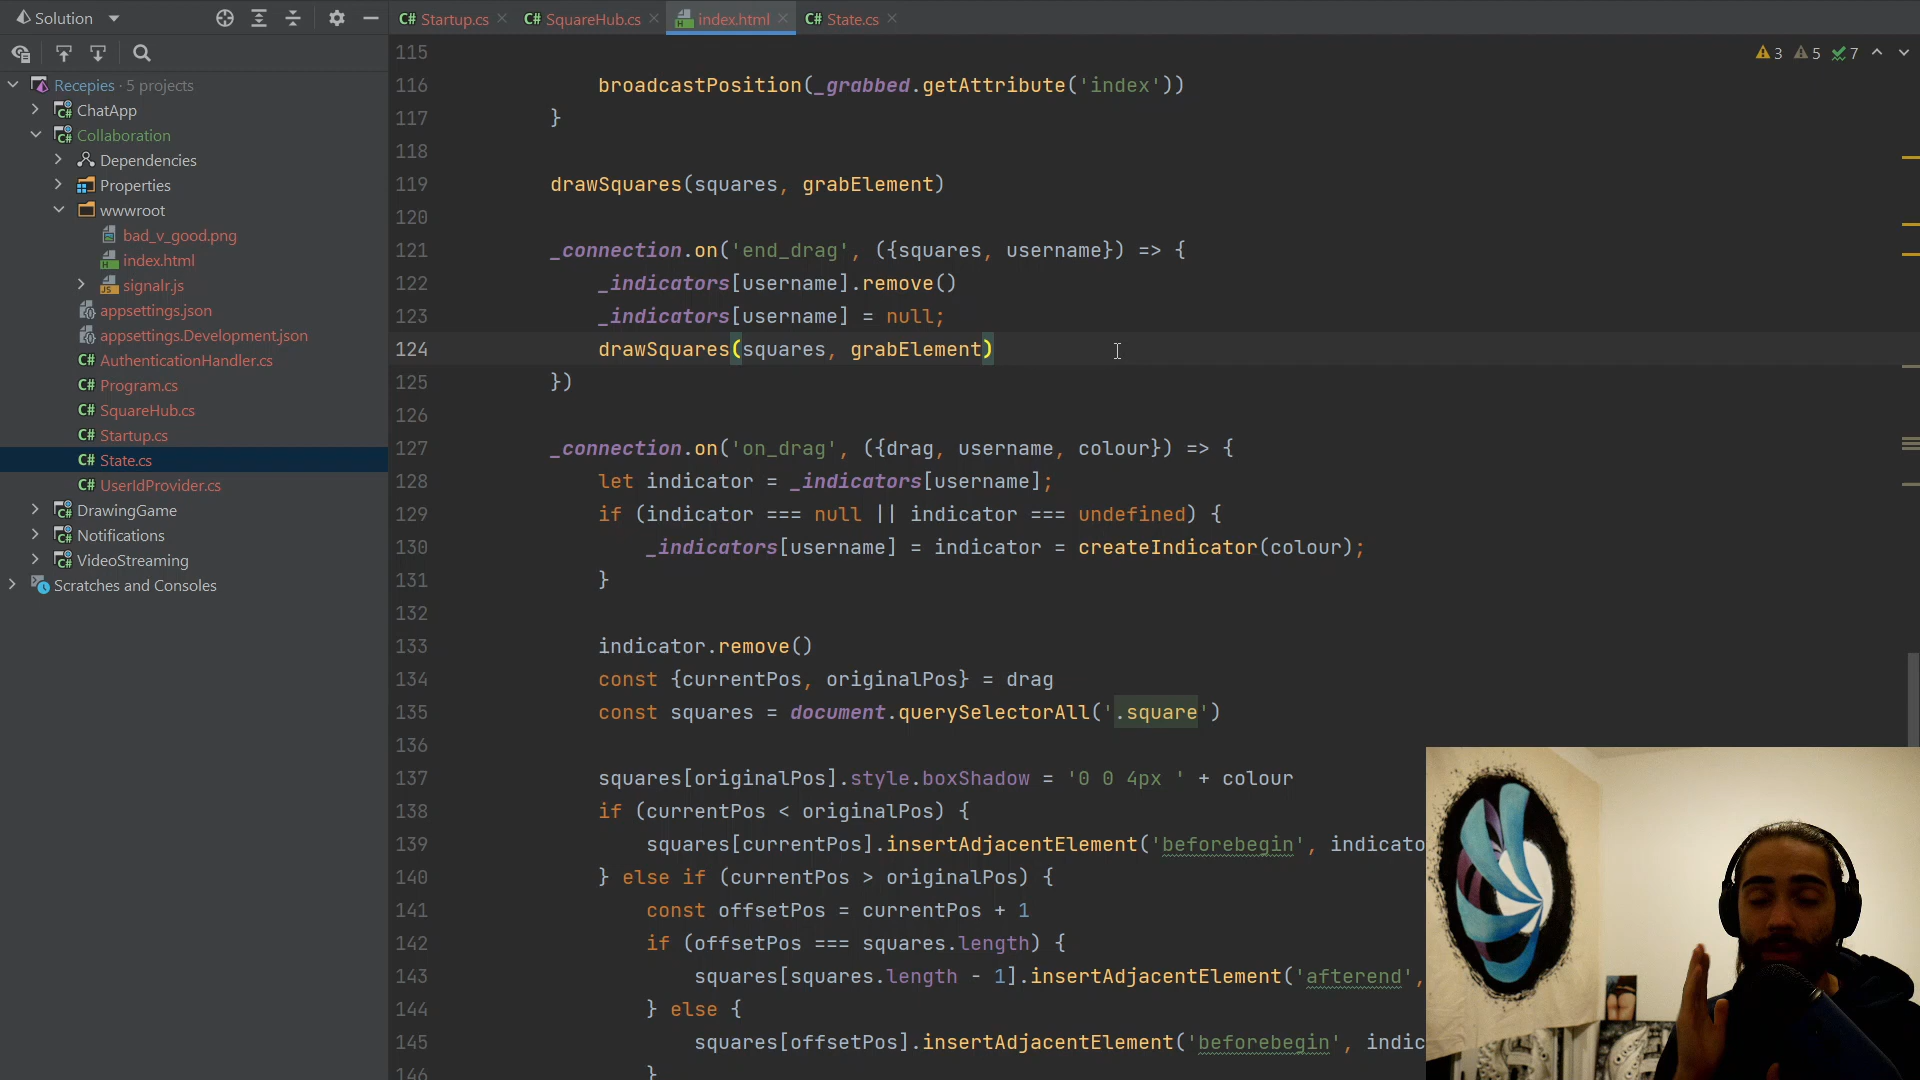 Solution
Startup.cs
SquareHub.cs
index.html
State.cs
3 5 7
Recepies · 5 projects
ChatApp
Collaboration
Dependencies
Properties
wwwroot
bad_v_good.png
index.html
signalr.js
appsettings.json
appsettings.Development.json
C# AuthenticationHandler.cs
C# Program.cs
C# SquareHub.cs
C# Startup.cs
C# State.cs
C# UserIdProvider.cs
DrawingGame
Notifications
VideoStreaming
Scratches and Consoles
115
116 broadcastPosition(_grabbed.getAttribute('index'))
117 }
118
119 drawSquares(squares, grabElement)
120
121 _connection.on('end_drag', ({squares, username}) => {
122 _indicators[username].remove()
123 _indicators[username] = null;
124 drawSquares(squares, grabElement)
125 })
126
127 _connection.on('on_drag', ({drag, username, colour}) => {
128 let indicator = _indicators[username];
129 if (indicator === null || indicator === undefined) {
130 _indicators[username] = indicator = createIndicator(colour);
131 }
132
133 indicator.remove()
134 const {currentPos, originalPos} = drag
135 const squares = document.querySelectorAll('.square')
136
137 squares[originalPos].style.boxShadow = '0 0 4px ' + colour
138 if (currentPos < originalPos) {
139 squares[currentPos].insertAdjacentElement('beforebegin', indicato
140 } else if (currentPos > originalPos) {
141 const offsetPos = currentPos + 1
142 if (offsetPos === squares.length) {
143 squares[squares.length - 1].insertAdjacentElement('afterend',
144 } else {
145 squares[offsetPos].insertAdjacentElement('beforebegin', indic
146 }